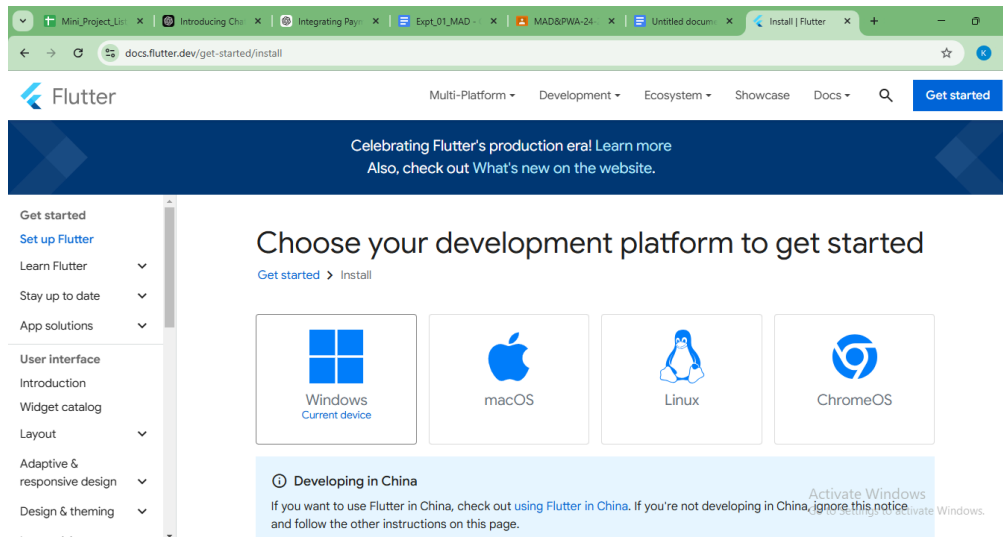 Mini_Project_List
Introducing Cha
Integrating Paym
Expt_01_MAD -
MAD&PWA-24-
Untitled docume
Install | Flutter
docs.flutter.dev/get-started/install
K
Flutter
Multi-Platform
Development
Ecosystem
Showcase
Docs
Get started
Celebrating Flutter's production era! Learn more
Also, check out What's new on the website.
Get started
Set up Flutter
Learn Flutter
Stay up to date
App solutions
User interface
Introduction
Widget catalog
Layout
Adaptive &
responsive design
Design & theming
Choose your development platform to get started
Get started > Install
Windows
Current device
macOS
Linux
ChromeOS
Developing in China
If you want to use Flutter in China, check out using Flutter in China. If you're not developing in China, ignore this notice
and follow the other instructions on this page.
Activate Windows
Go to Settings to activate Windows.